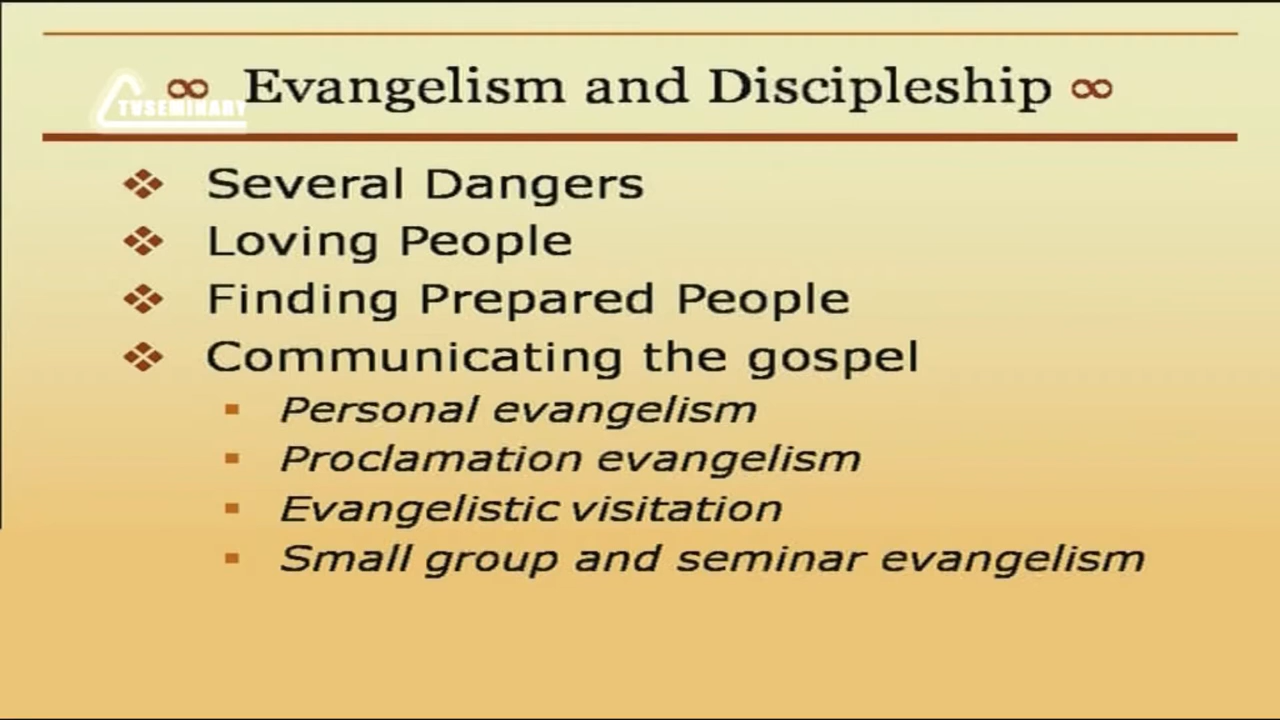 ∞ Evangelism and Discipleship ∞
TVSEMINARY
❖ Several Dangers
❖ Loving People
❖ Finding Prepared People
❖ Communicating the gospel
▪ Personal evangelism
▪ Proclamation evangelism
▪ Evangelistic visitation
▪ Small group and seminar evangelism